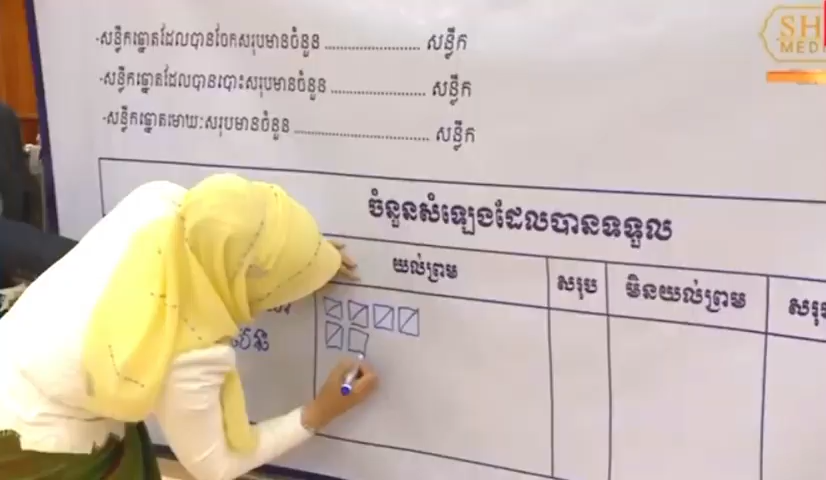 -សន្លឹកឆ្នោតដែលបានចែកសរុបមានចំនួន ........................ សន្លឹក
-សន្លឹកឆ្នោតដែលបានបោះសរុបមានចំនួន ........................ សន្លឹក
-សន្លឹកឆ្នោតមោឃៈសរុបមានចំនួន .................................. សន្លឹក
ចំនួនសំឡេងដែលបានទទួល
យល់ព្រម សរុប មិនយល់ព្រម